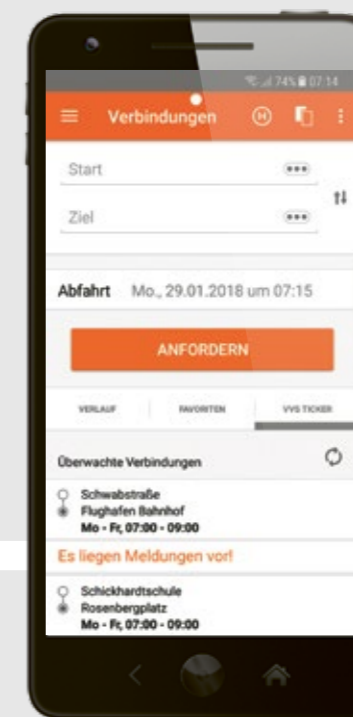 74% 07:14
Verbindungen H
Start
Ziel
Abfahrt Mo., 29.01.2018 um 07:15
ANFORDERN
VERLAUF FAVORITEN VVS TICKER
Überwachte Verbindungen
Schwabstraße
Flughafen Bahnhof
Mo - Fr, 07:00 - 09:00
Es liegen Meldungen vor!
Schickhardtschule
Rosenbergplatz
Mo - Fr, 07:00 - 09:00